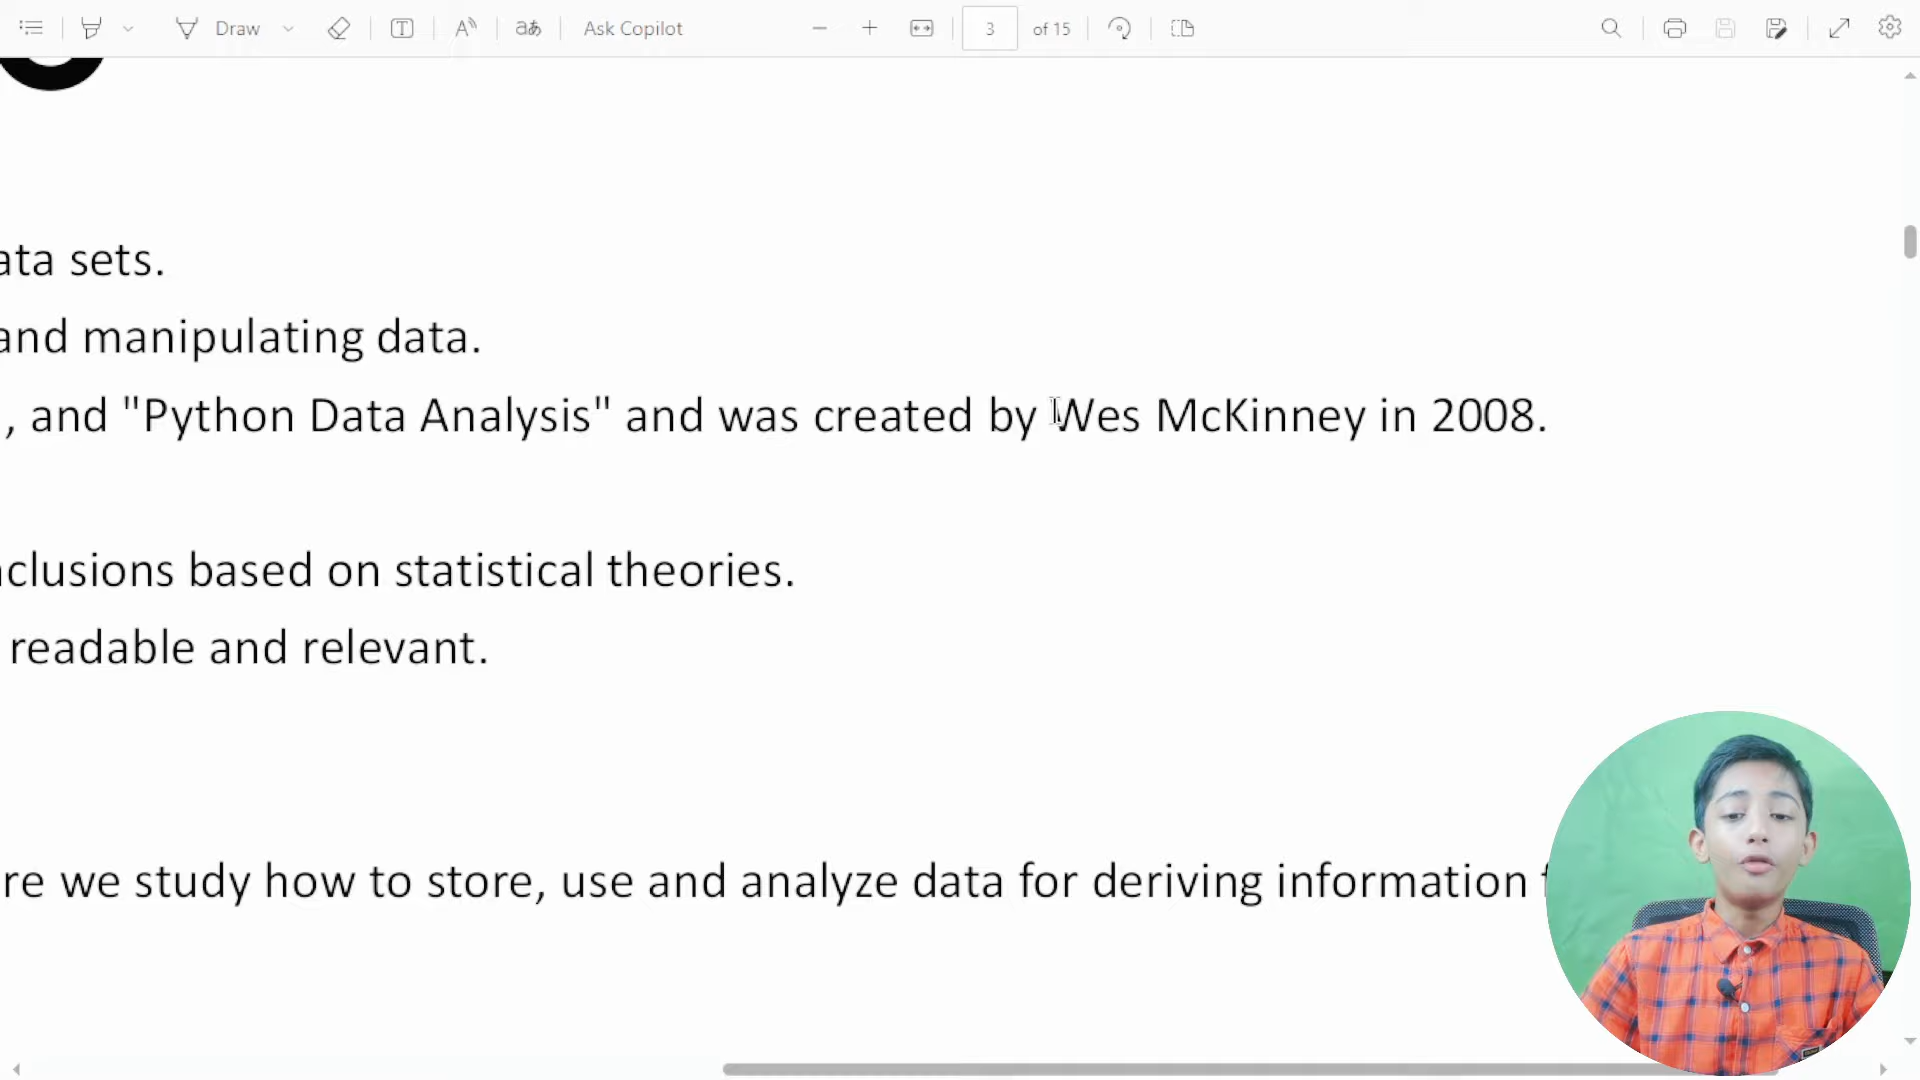 Draw
Ask Copilot
3 of 15
ata sets.
and manipulating data.
, and "Python Data Analysis" and was created by Wes McKinney in 2008.
nclusions based on statistical theories.
readable and relevant.
re we study how to store, use and analyze data for deriving information